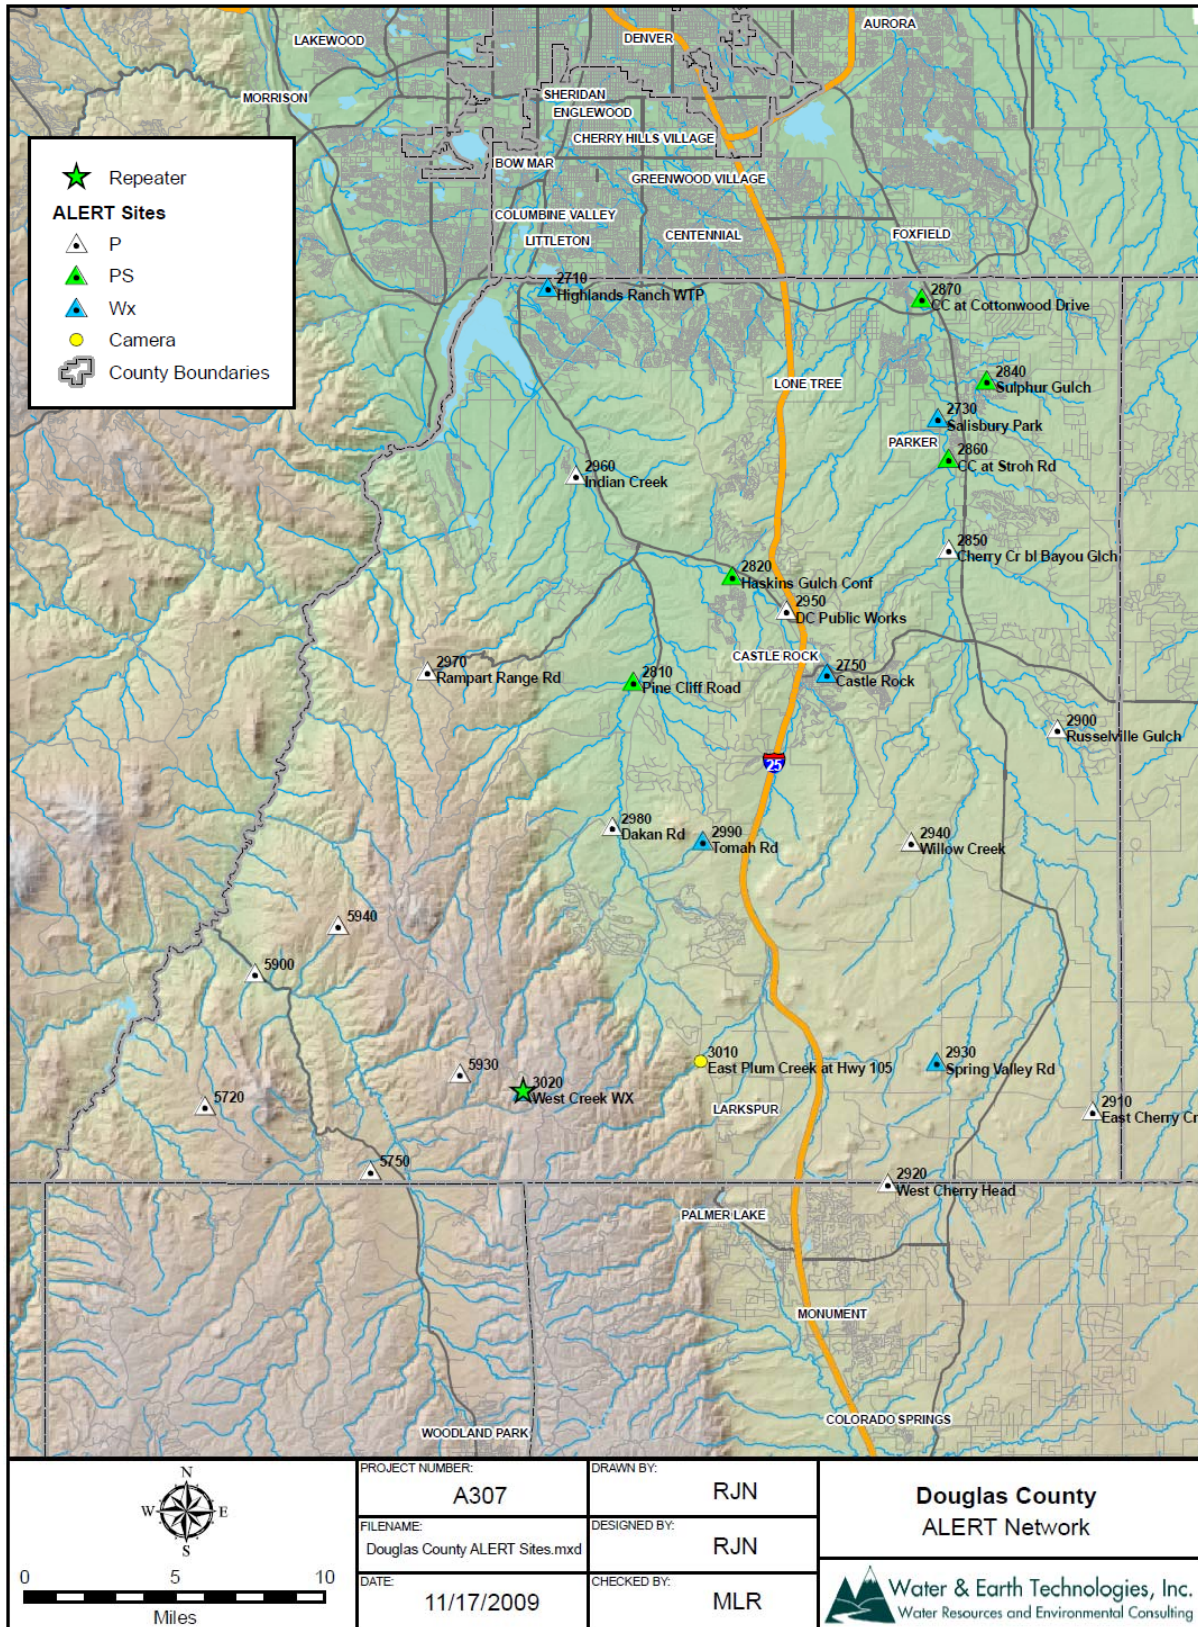 LAKEWOOD
DENVER
AURORA
MORRISON
SHERIDAN
ENGLEWOOD
CHERRY HILLS VILLAGE
BOW MAR
GREENWOOD VILLAGE
COLUMBINE VALLEY
LITTLETON
CENTENNIAL
FOXFIELD
Repeater
ALERT Sites
P
PS
Wx
Camera
County Boundaries
2710
Highlands Ranch WTP
2870
CC at Cottonwood Drive
LONE TREE
2840
Sulphur Gulch
2730
Salisbury Park
PARKER
2860
CC at Stroh Rd
2960
Indian Creek
2850
Cherry Cr bl Bayou Glch
2820
Haskins Gulch Conf
2950
DC Public Works
CASTLE ROCK
2970
Rampart Range Rd
2810
Pine Cliff Road
2750
Castle Rock
2900
Russelville Gulch
25
2980
Dakan Rd
2990
Tomah Rd
2940
Willow Creek
5940
5900
3010
East Plum Creek at Hwy 105
2930
Spring Valley Rd
5930
3020
West Creek WX
5720
LARKSPUR
2910
East Cherry Cr
5750
2920
West Cherry Head
PALMER LAKE
MONUMENT
COLORADO SPRINGS
WOODLAND PARK
N
W E
S
0 5 10
Miles
PROJECT NUMBER:
A307
FILENAME:
Douglas County ALERT Sites.mxd
DATE:
11/17/2009
DRAWN BY:
RJN
DESIGNED BY:
RJN
CHECKED BY:
MLR
Douglas County
ALERT Network
Water & Earth Technologies, Inc.
Water Resources and Environmental Consulting